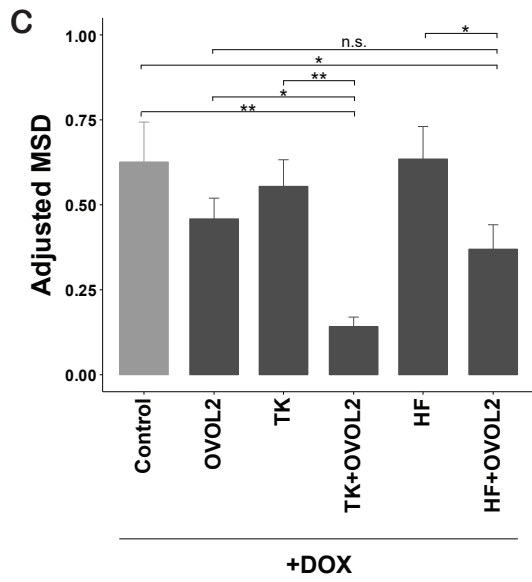 C
Adjusted MSD
1.00
0.75
0.50
0.25
0.00
*
n.s.
*
**
*
**
Control
OVOL2
TK
TK+OVOL2
HF
HF+OVOL2
+DOX